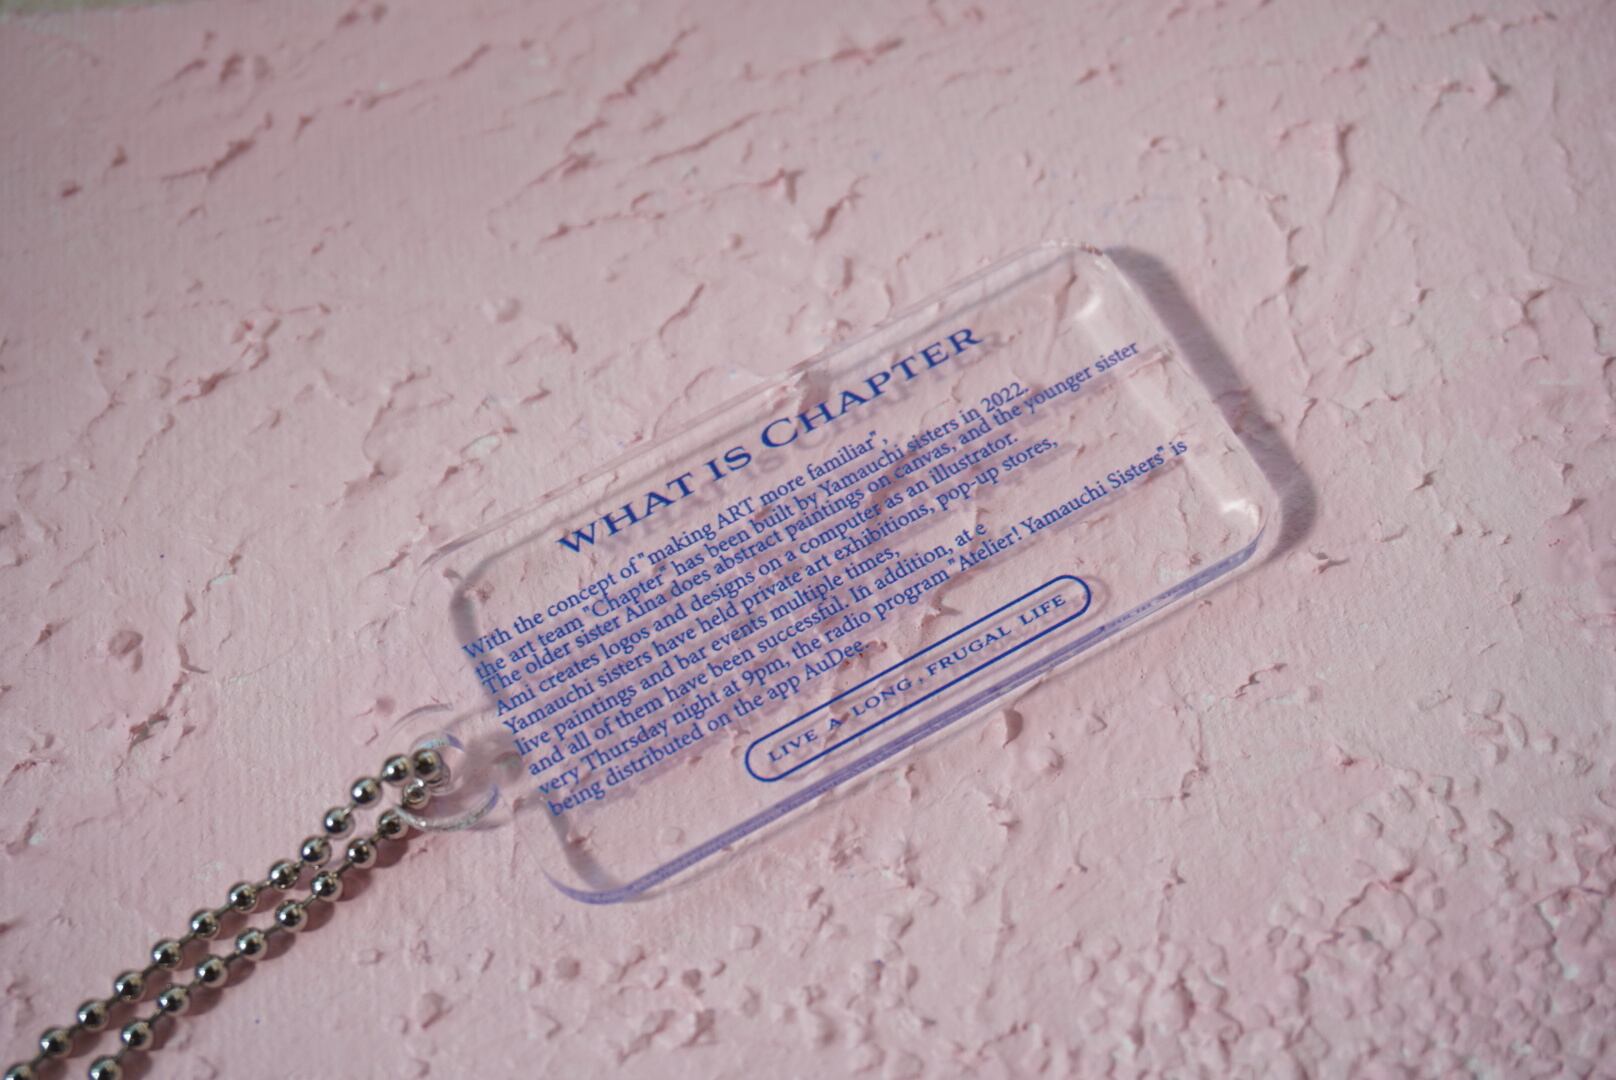 WHAT IS CHAPTER
With the concept of "making ART more familiar",
the art team "Chapter" has been built by Yamauchi sisters in 2022.
The older sister Aina does abstract paintings on canvas, and the younger sister
Ami creates logos and designs on a computer as an illustrator.
Yamauchi sisters have held private art exhibitions, pop-up stores,
live paintings and bar events multiple times,
and all of them have been successful. In addition, at e
very Thursday night at 9pm, the radio program "Atelier! Yamauchi Sisters" is
being distributed on the app AuDee.
LIVE A LONG, FRUGAL LIFE